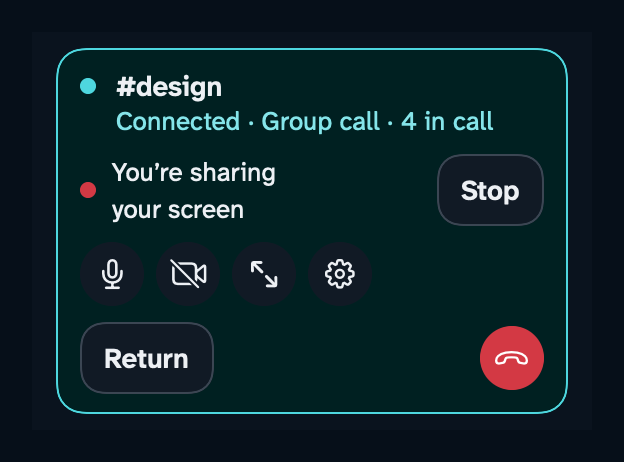 #design
Connected · Group call · 4 in call
You’re sharing
your screen
Stop
Return